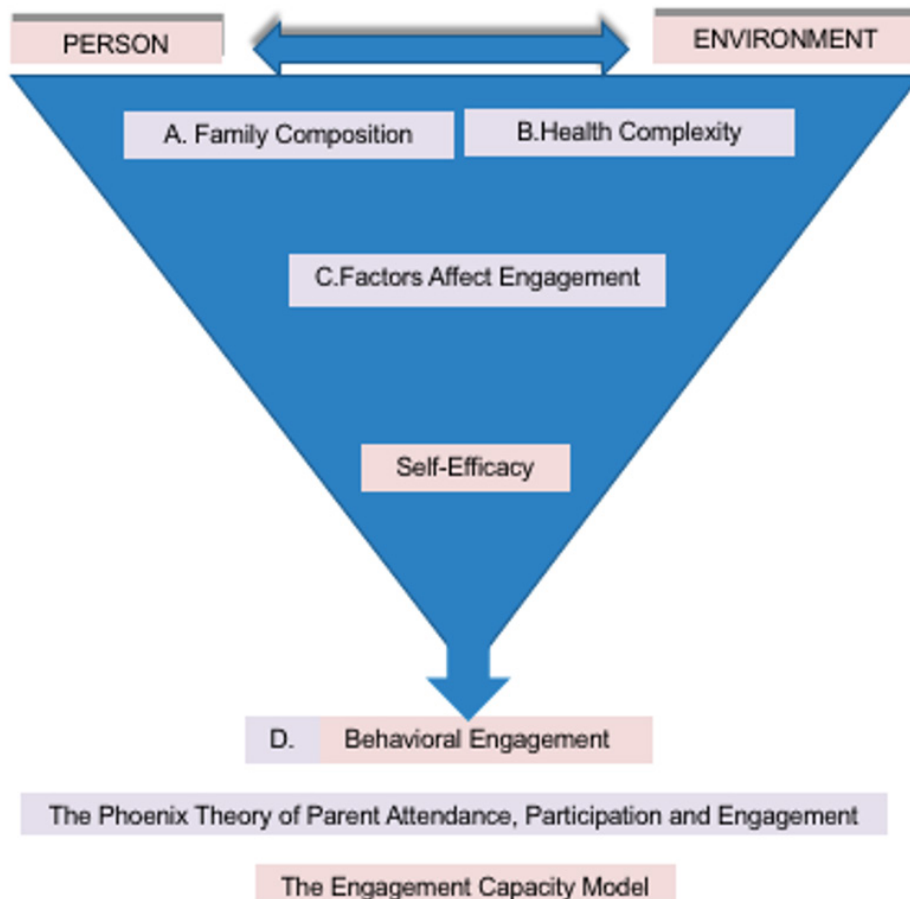 PERSON
ENVIRONMENT
A. Family Composition
B.Health Complexity
C.Factors Affect Engagement
Self-Efficacy
D. Behavioral Engagement
The Phoenix Theory of Parent Attendance, Participation and Engagement
The Engagement Capacity Model